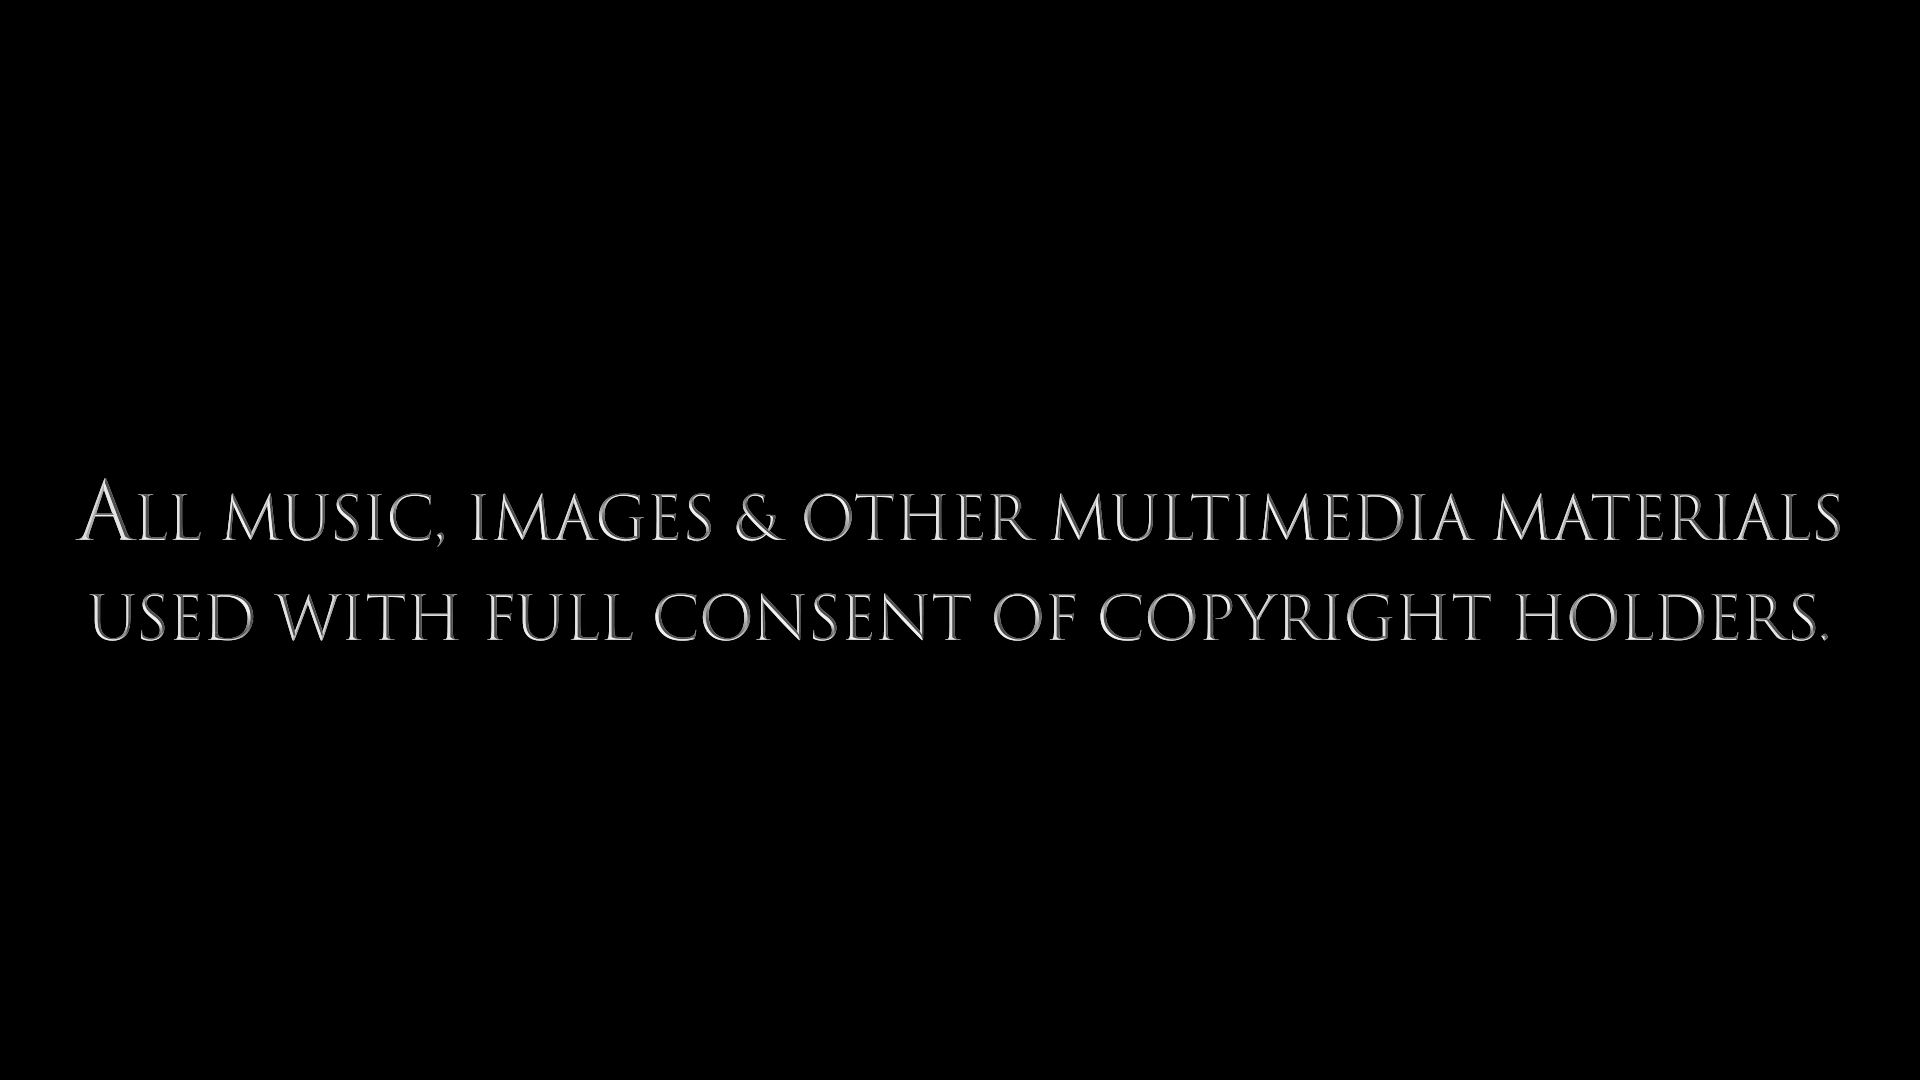 All music, images & other multimedia materials
used with full consent of copyright holders.